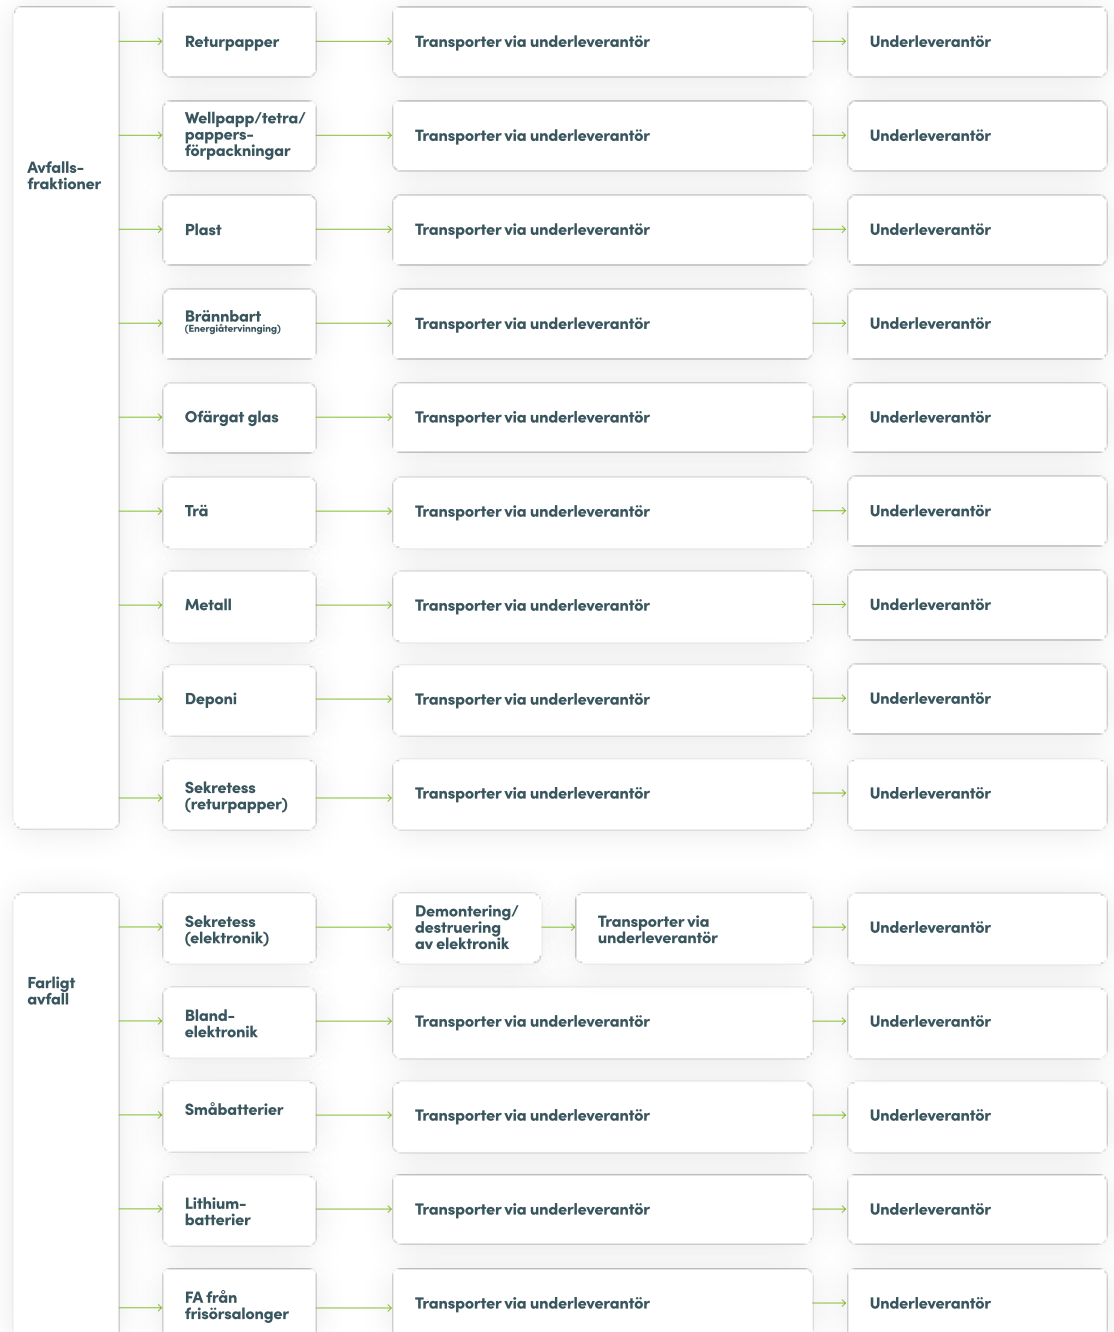 Avfalls-
fraktioner
Returpapper
Transporter via underleverantör
Underleverantör
Wellpapp/tetra/
pappers-
förpackningar
Transporter via underleverantör
Underleverantör
Plast
Transporter via underleverantör
Underleverantör
Brännbart
(Energiåtervinnging)
Transporter via underleverantör
Underleverantör
Ofärgat glas
Transporter via underleverantör
Underleverantör
Trä
Transporter via underleverantör
Underleverantör
Metall
Transporter via underleverantör
Underleverantör
Deponi
Transporter via underleverantör
Underleverantör
Sekretess
(returpapper)
Transporter via underleverantör
Underleverantör
Farligt
avfall
Sekretess
(elektronik)
Demontering/
destruering
av elektronik
Transporter via
underleverantör
Underleverantör
Bland-
elektronik
Transporter via underleverantör
Underleverantör
Småbatterier
Transporter via underleverantör
Underleverantör
Lithium-
batterier
Transporter via underleverantör
Underleverantör
FA från
frisörsalonger
Transporter via underleverantör
Underleverantör